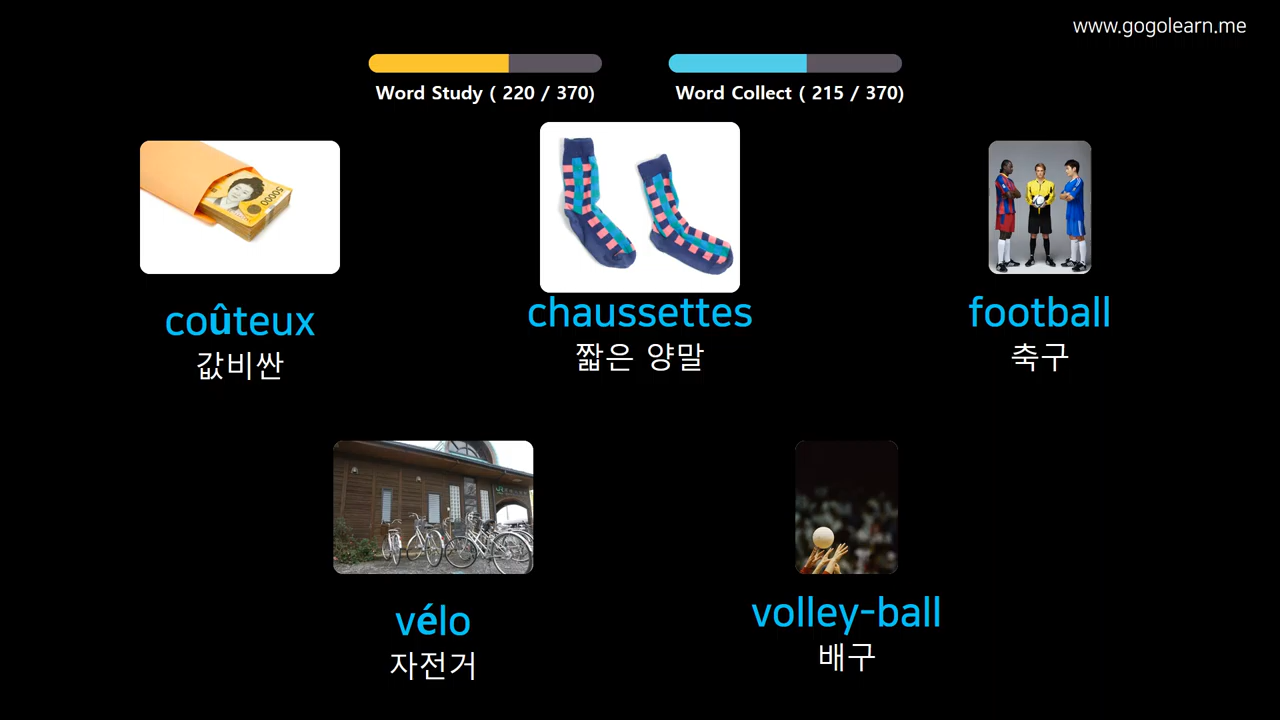 www.gogolearn.me
Word Study ( 220 / 370)
Word Collect ( 215 / 370)
50000
coûteux
값비싼
chaussettes
짧은 양말
football
축구
vélo
자전거
volley-ball
배구